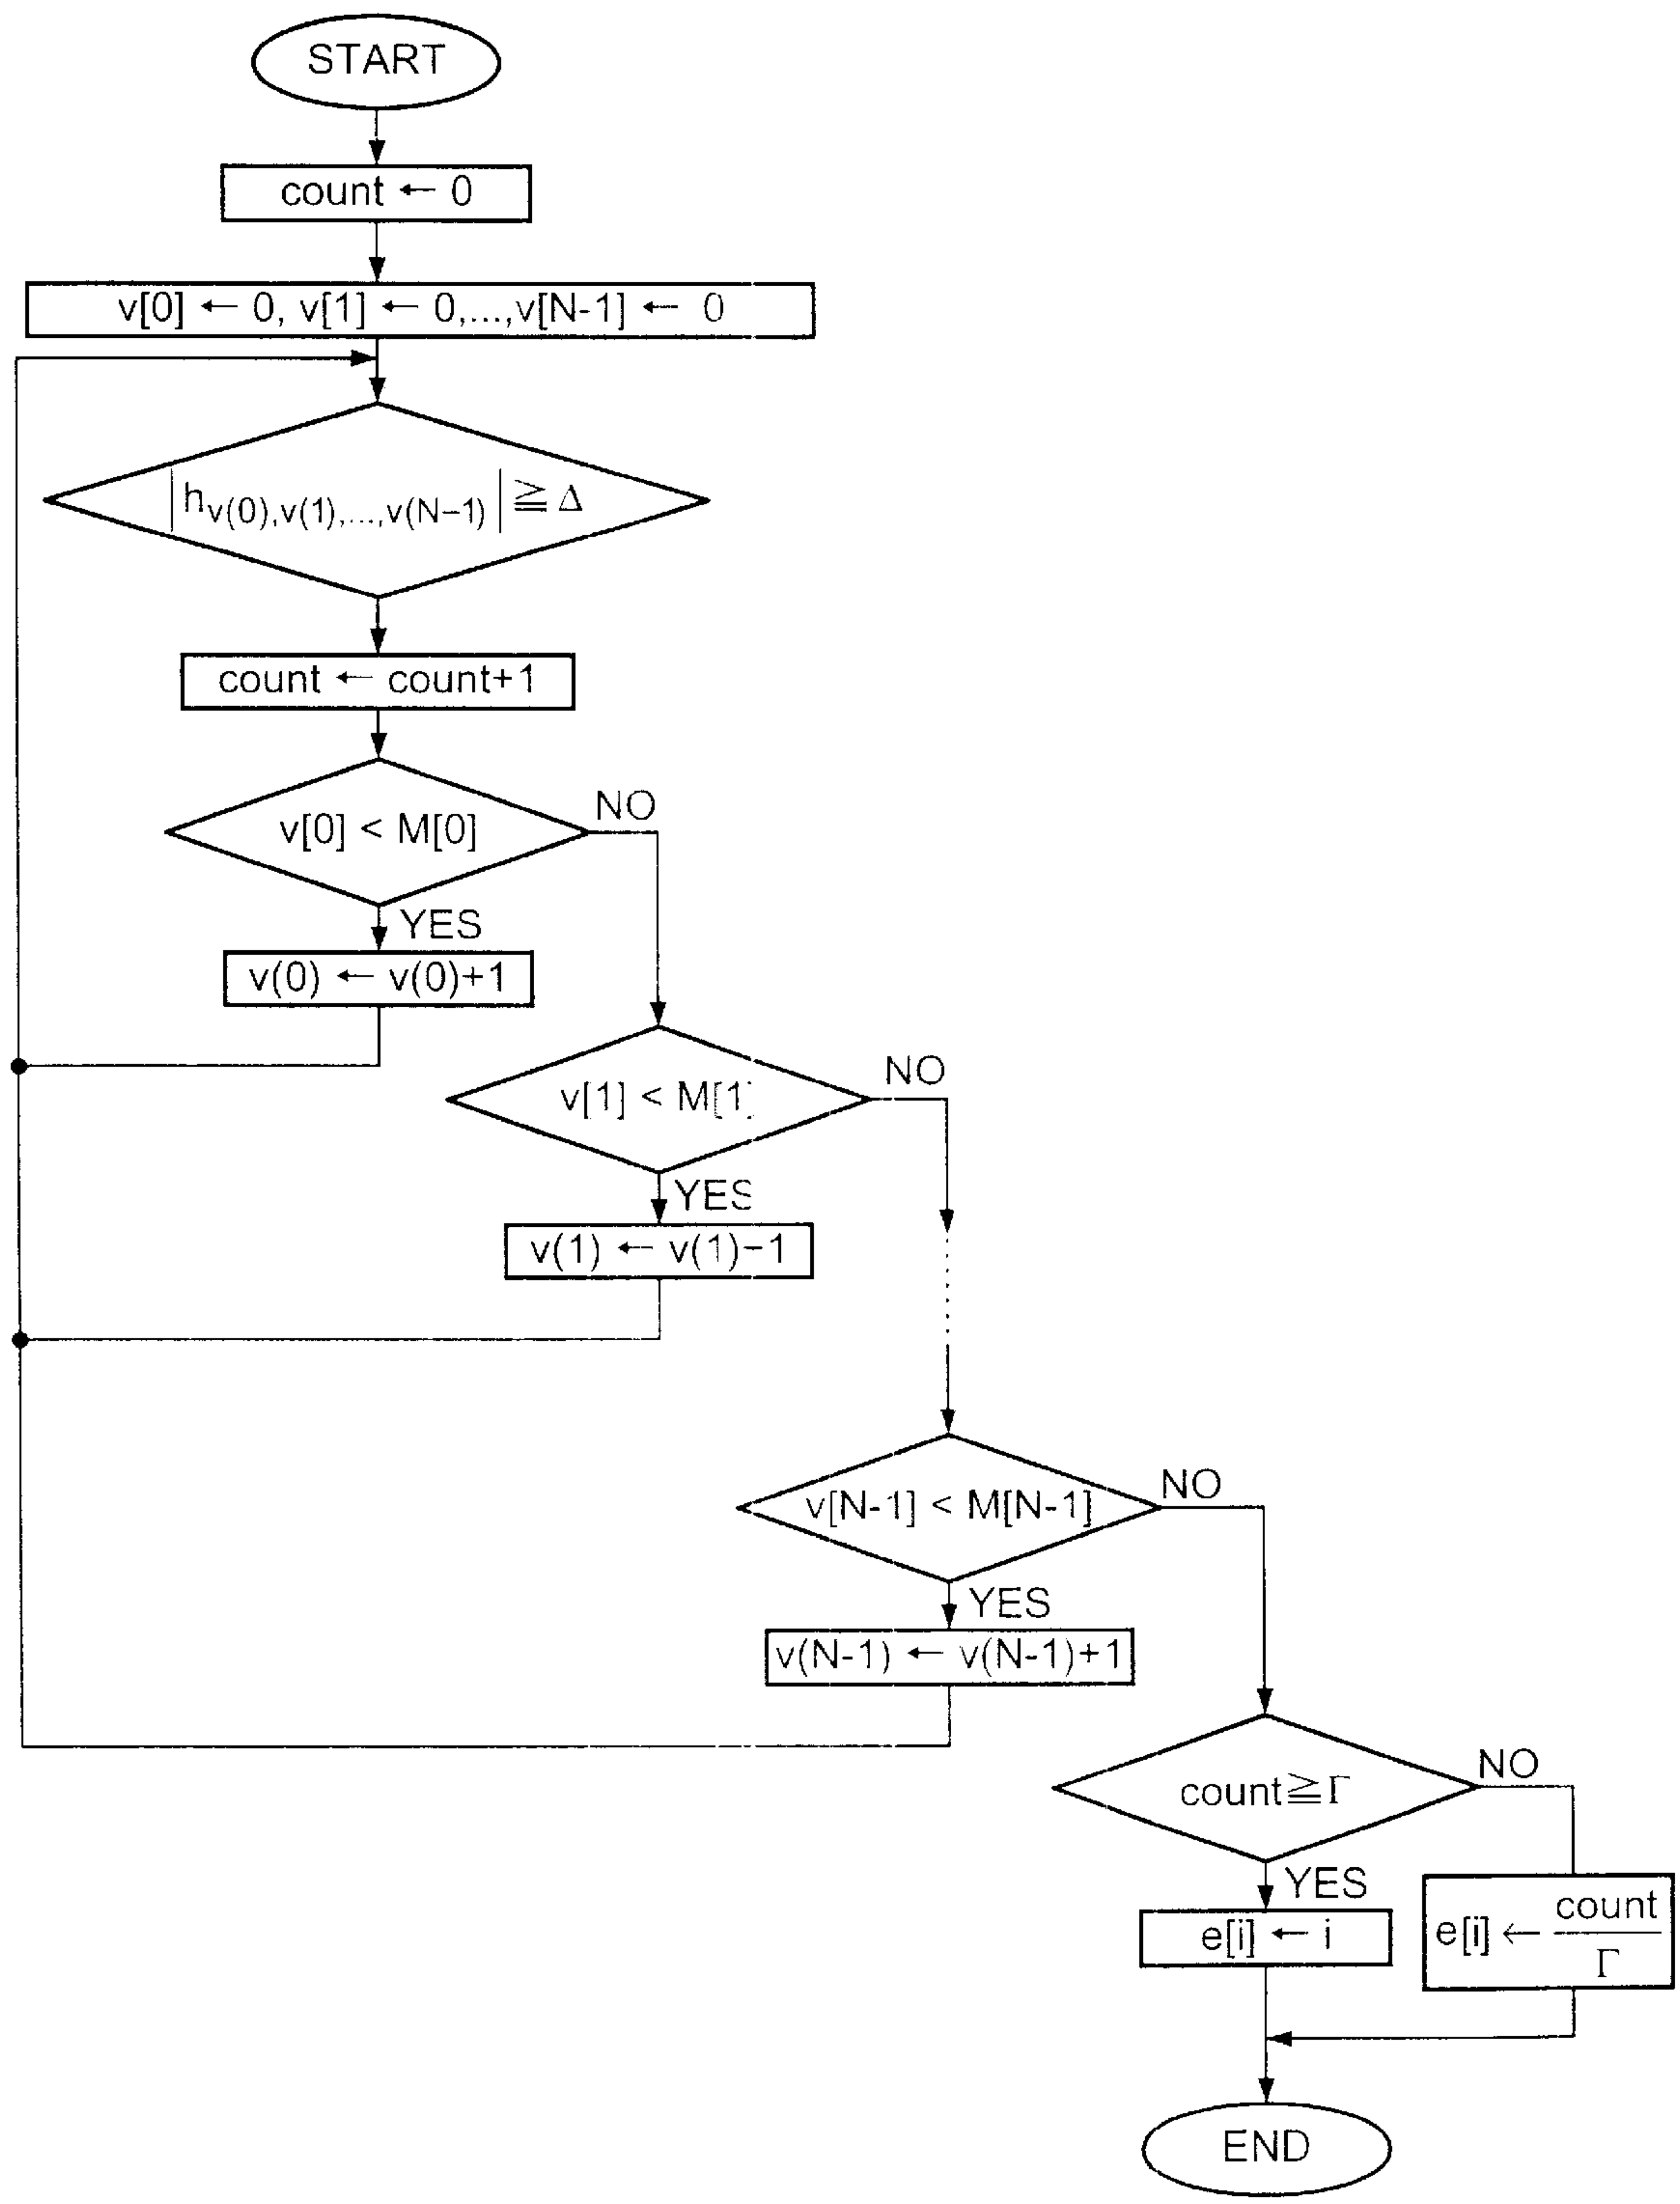 START
count ← 0
v[0] ← 0, v[1] ← 0,...,v[N-1] ← 0
|h_v(0),v(1),...,v(N−1)| ≧ Δ
count ← count+1
v[0] < M[0]
NO
YES
v(0) ← v(0)+1
v[1] < M[1]
NO
YES
v(1) ← v(1)−1
v[N-1] < M[N-1]
NO
YES
v(N-1) ← v(N-1)+1
count≧Γ
NO
YES
e[i] ← i
e[i] ← count
Γ
END